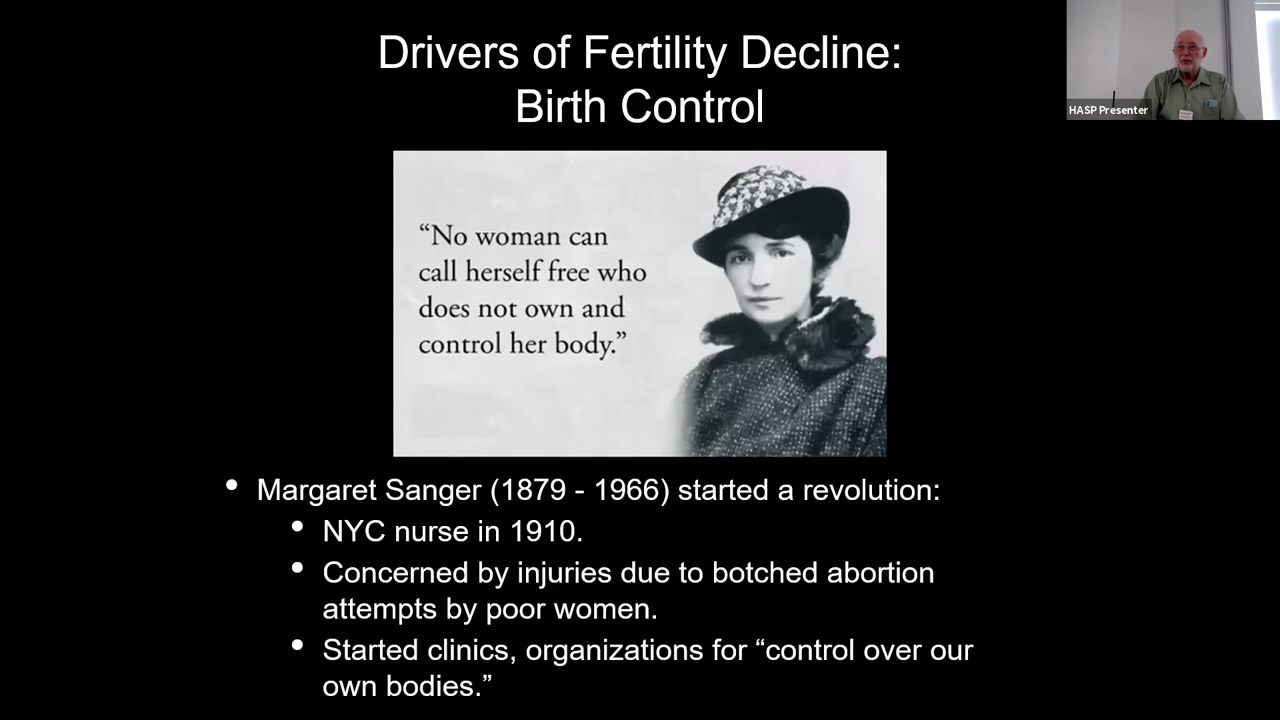 Drivers of Fertility Decline:
Birth Control
HASP Presenter
“No woman can
call herself free who
does not own and
control her body.”
• Margaret Sanger (1879 - 1966) started a revolution:
• NYC nurse in 1910.
• Concerned by injuries due to botched abortion
attempts by poor women.
• Started clinics, organizations for “control over our
own bodies.”